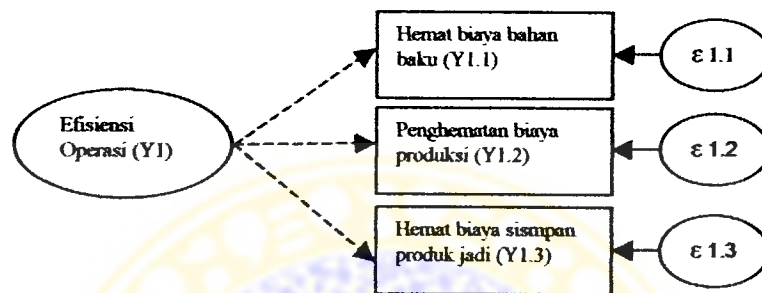 Hemat biaya bahan
baku (Y1.1)
ε 1.1
Efisiensi
Operasi (Y1)
Penghematan biaya
produksi (Y1.2)
ε 1.2
Hemat biaya sismpan
produk jadi (Y1.3)
ε 1.3